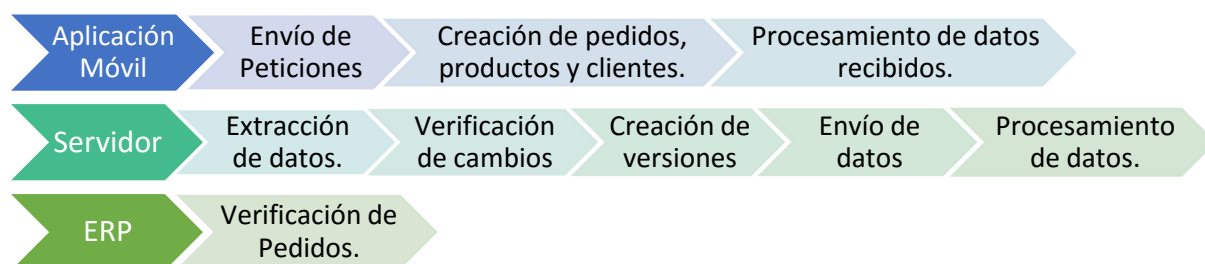 Aplicación
Móvil
Envío de
Peticiones
Creación de pedidos,
productos y clientes.
Procesamiento de datos
recibidos.
Servidor
Extracción
de datos.
Verificación
de cambios
Creación de
versiones
Envío de
datos
Procesamiento
de datos.
ERP
Verificación de
Pedidos.